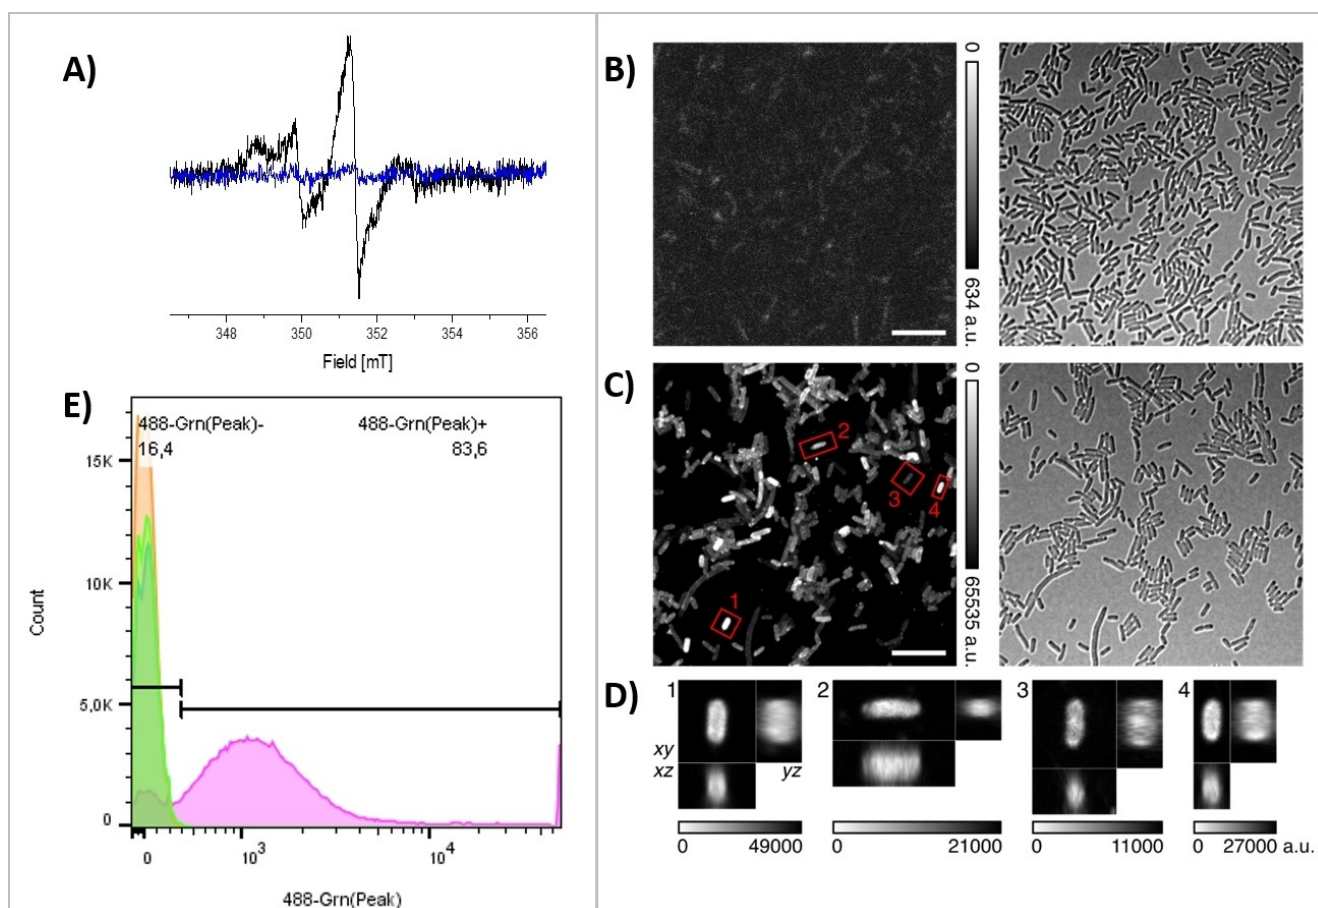 A)
348 350 352 354 356
Field [mT]
E)
488-Grn(Peak)- 488-Grn(Peak)+
16,4 83,6
15K
10K
5,0K
0
Count
0 10³ 10⁴
488-Grn(Peak)
B)
0
634 a.u.
C)
1
2
3
4
0
65535 a.u.
D)
1 2 3 4
xy
xz yz
0 49000 0 21000 0 11000 0 27000 a.u.